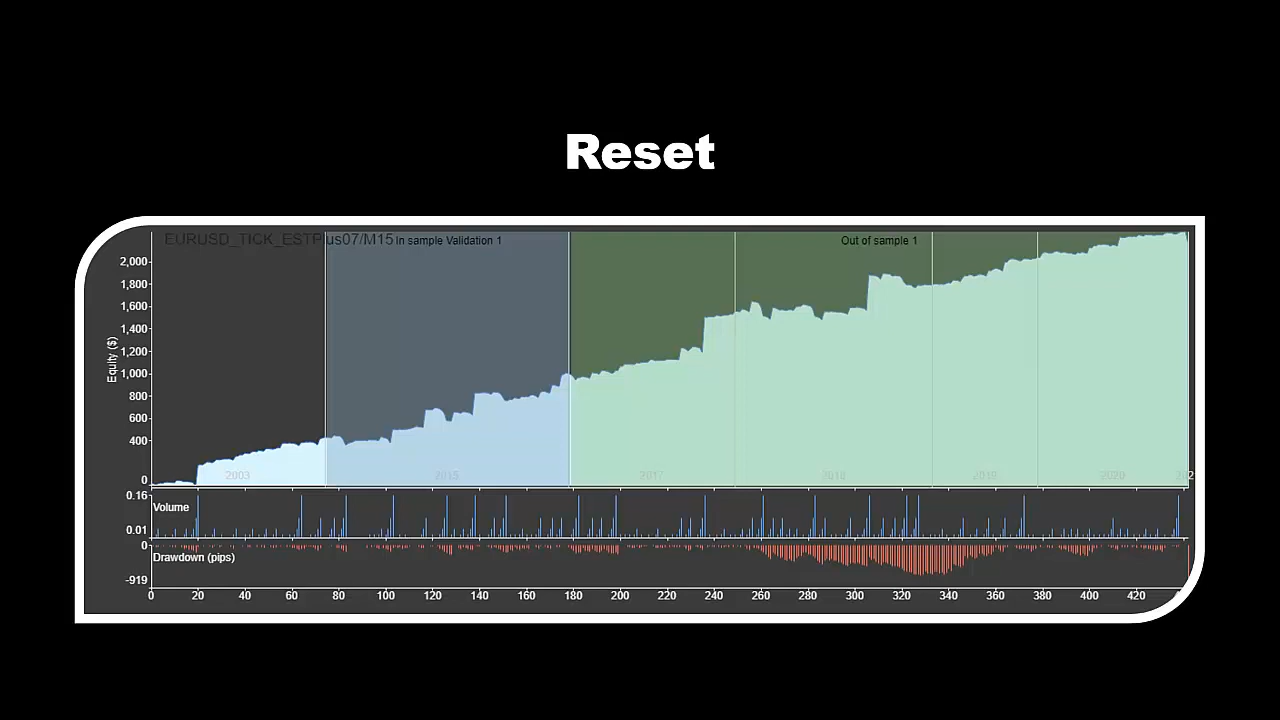 Reset
EURUSD_TICK_ESTPlus07/M15 In sample Validation 1 Out of sample 1
2,000
1,800
1,600
1,400
1,200
1,000
800
600
400
0
Equity ($)
2003 2015 2017 2018 2019 2020
0.16
Volume
0.01
0
Drawdown (pips)
-919
0 20 40 60 80 100 120 140 160 180 200 220 240 260 280 300 320 340 360 380 400 420